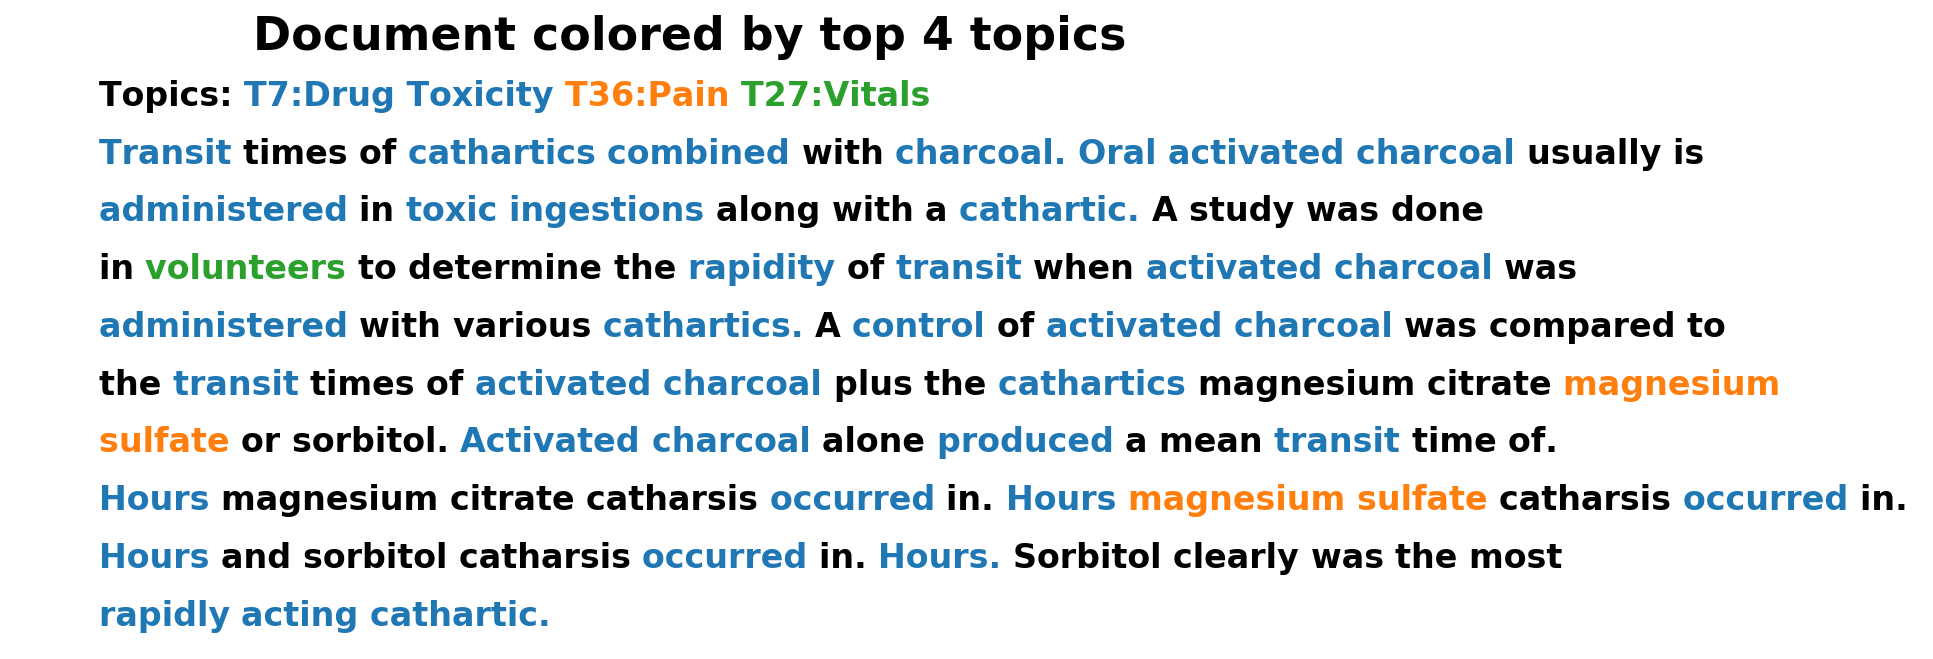 Document colored by top 4 topics
Topics: T7:Drug Toxicity T36:Pain T27:Vitals
Transit times of cathartics combined with charcoal. Oral activated charcoal usually is
administered in toxic ingestions along with a cathartic. A study was done
in volunteers to determine the rapidity of transit when activated charcoal was
administered with various cathartics. A control of activated charcoal was compared to
the transit times of activated charcoal plus the cathartics magnesium citrate magnesium
sulfate or sorbitol. Activated charcoal alone produced a mean transit time of.
Hours magnesium citrate catharsis occurred in. Hours magnesium sulfate catharsis occurred in.
Hours and sorbitol catharsis occurred in. Hours. Sorbitol clearly was the most
rapidly acting cathartic.